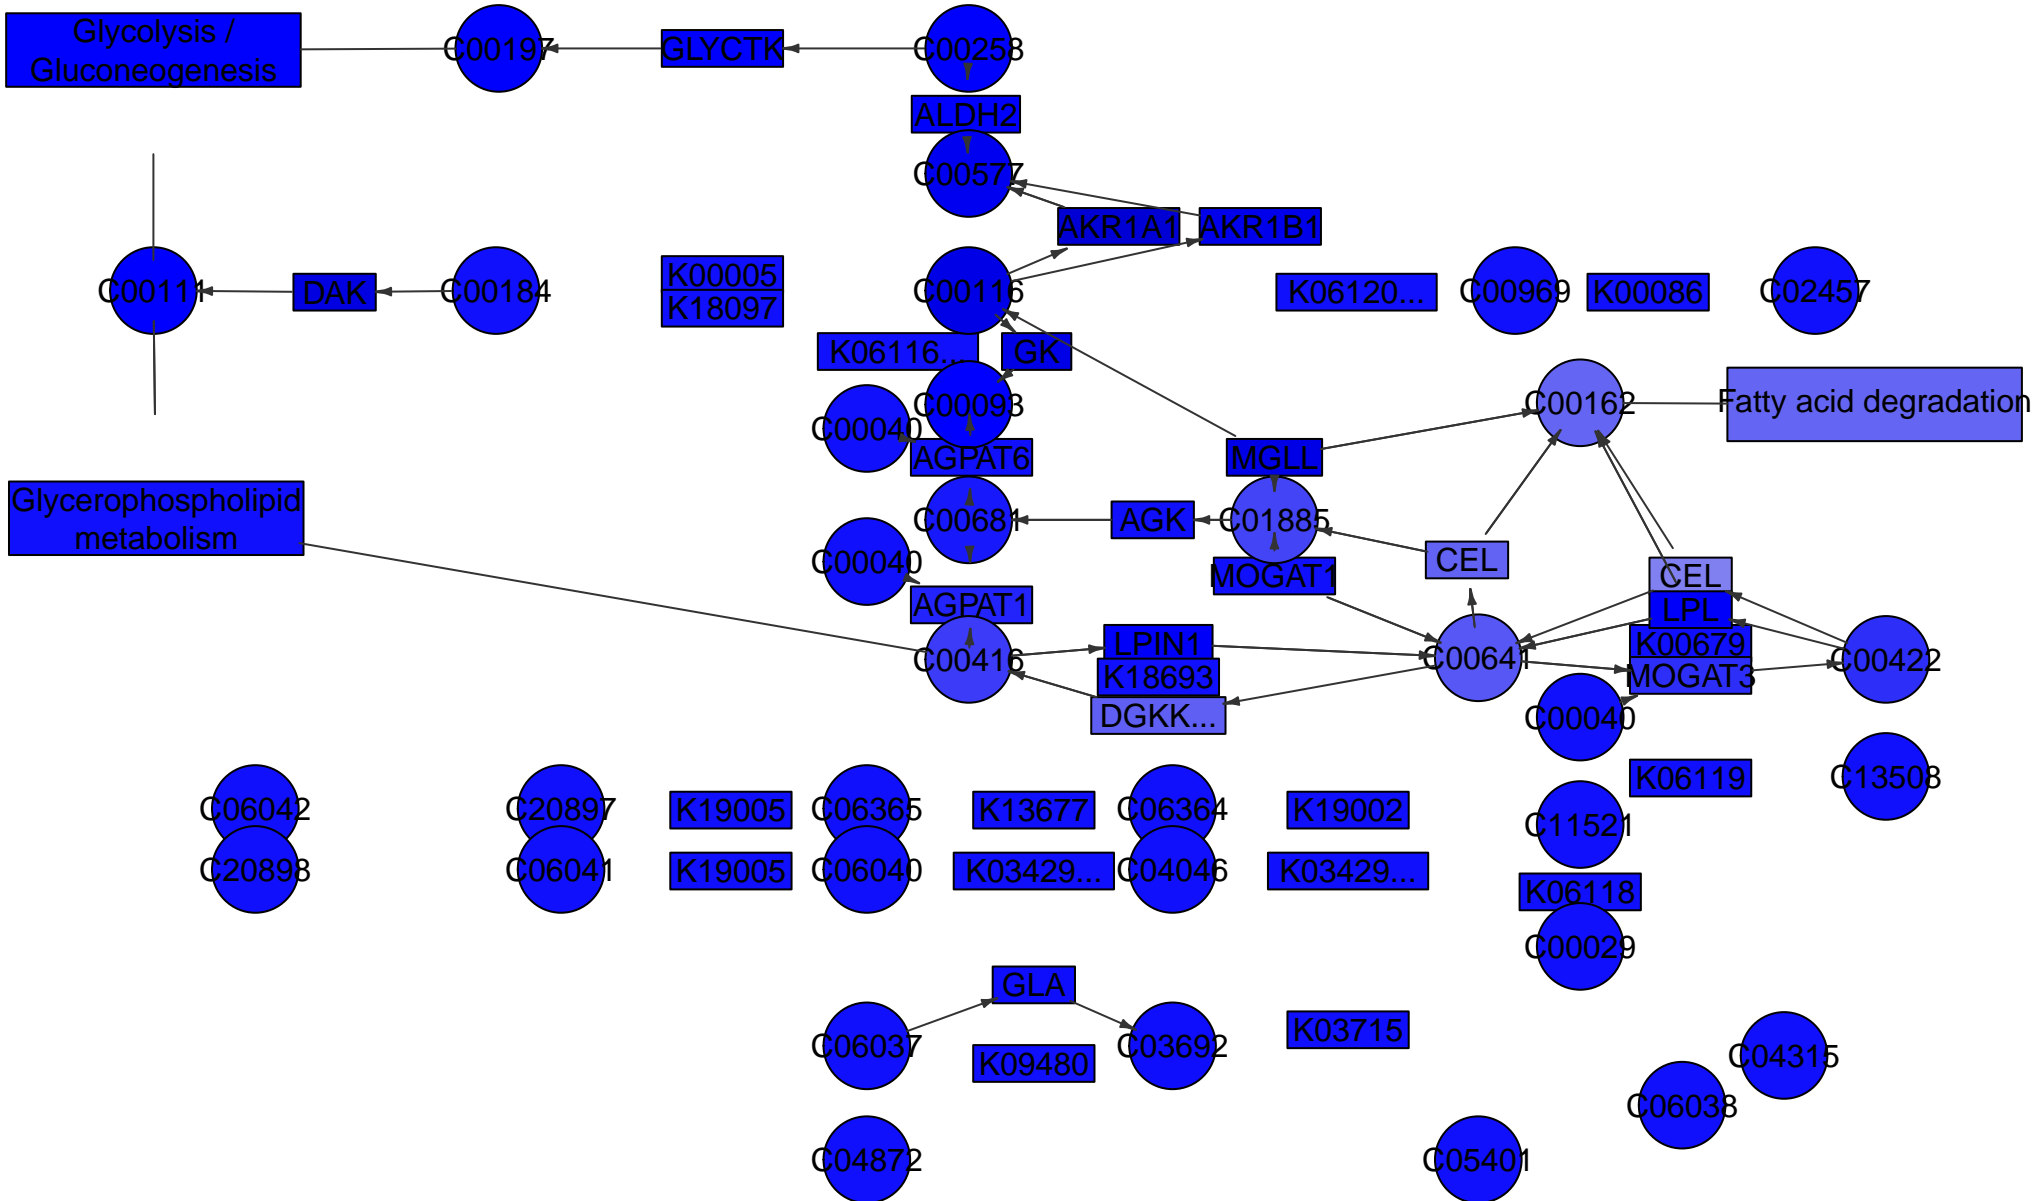 Glycolysis /
Gluconeogenesis
C00197
GLYCTK
C00258
ALDH2
C00577
AKR1A1
AKR1B1
C00111
DAK
C00184
K00005
K18097
C00116
K06120...
C00969
K00086
C02457
K06116...
GK
C00093
C00040
AGPAT6
MGLL
C00162
Fatty acid degradation
Glycerophospholipid
metabolism
C00681
AGK
C01885
C00040
AGPAT1
MOGAT1
CEL
CEL
LPL
K00679
MOGAT3
C00416
LPIN1
K18693
DGKK...
C00641
C00422
C00040
K06119
C13508
C06042
C20897
K19005
C06365
K13677
C06364
K19002
C11521
C20898
C06041
K19005
C06040
K03429...
C04046
K03429...
K06118
C00029
GLA
C06037
K09480
C03692
K03715
C04315
C06038
C04872
C05401